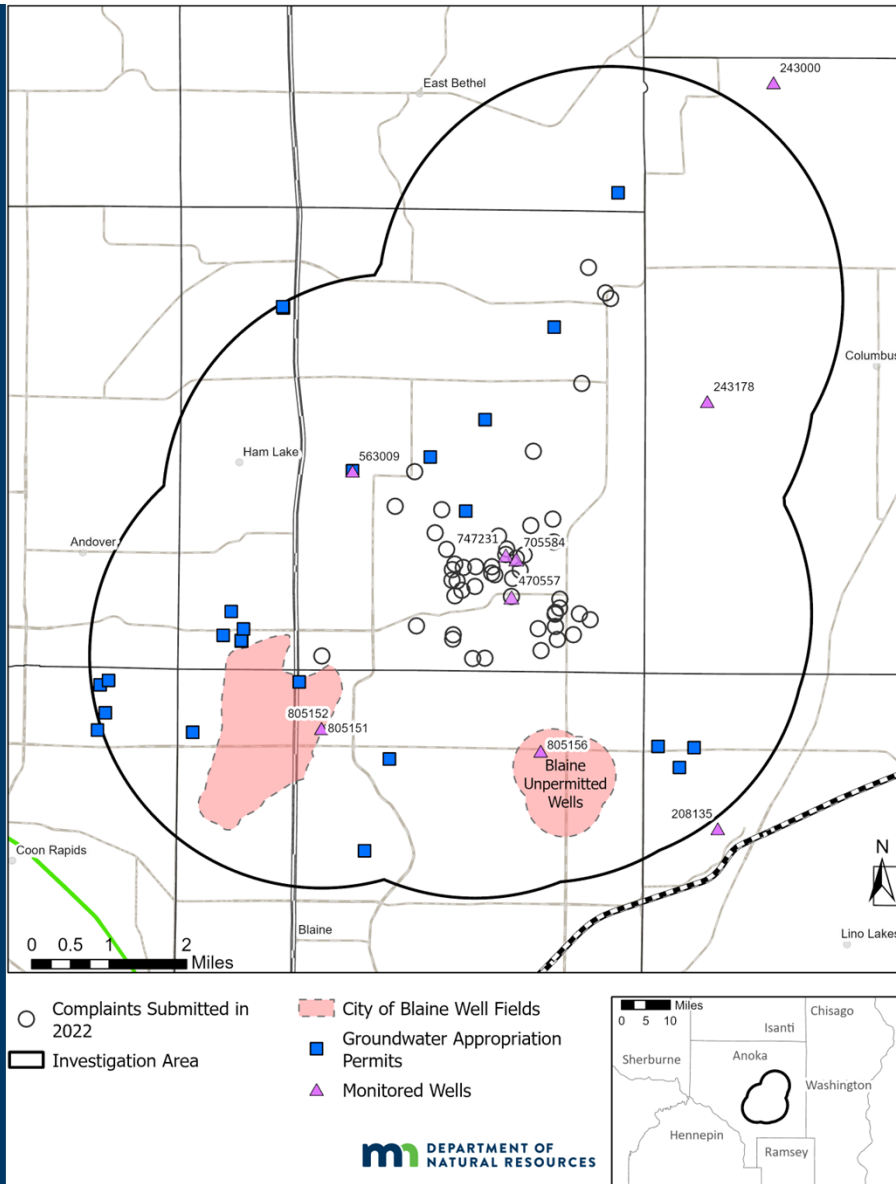 243000
East Bethel
Columbus
243178
Ham Lake
563009
Andover
747231
705584
470557
805152
805151
805156
Blaine
Unpermitted
Wells
208135
Coon Rapids
N
Blaine
Lino Lakes
0 0.5 1 2
Miles
Complaints Submitted in
2022
Investigation Area
City of Blaine Well Fields
Groundwater Appropriation
Permits
Monitored Wells
Miles
0 5 10
Chisago
Isanti
Sherburne
Anoka
Washington
Hennepin
Ramsey
mn DEPARTMENT OF
NATURAL RESOURCES